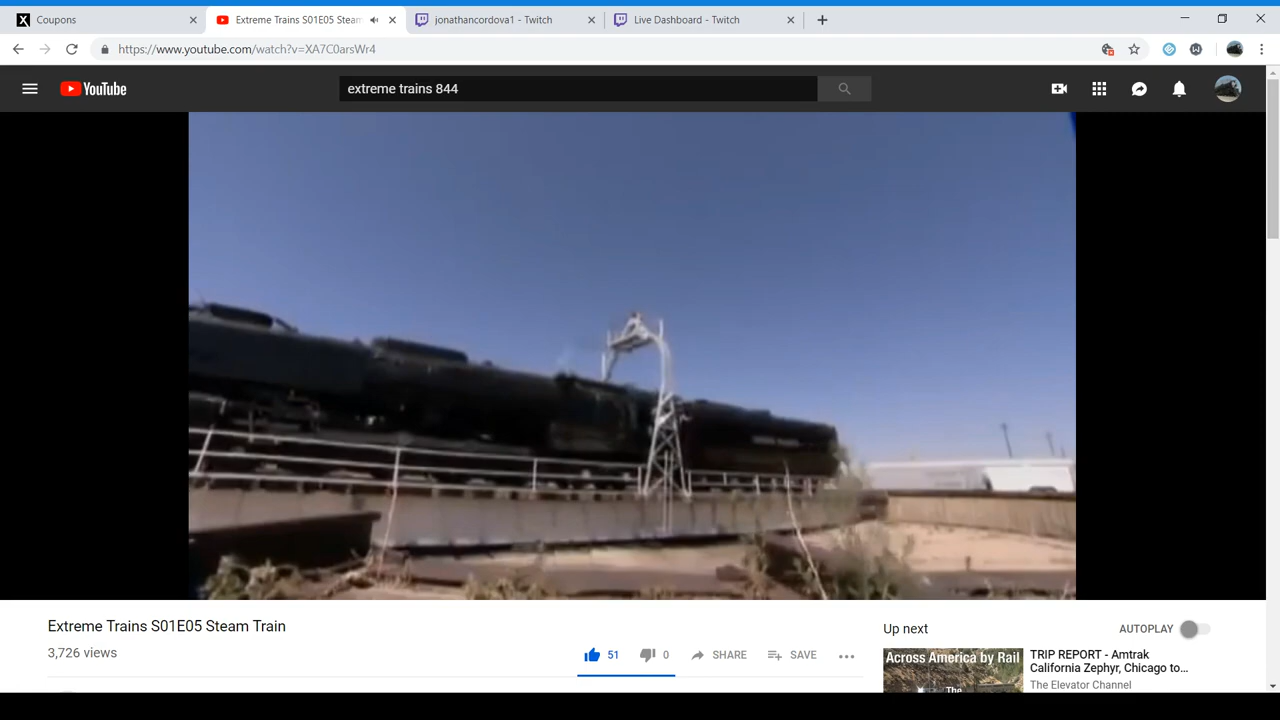 Coupons
Extreme Trains S01E05 Steam
jonathancordova1 - Twitch
Live Dashboard - Twitch
https://www.youtube.com/watch?v=XA7C0arsWr4
YouTube
extreme trains 844
Extreme Trains S01E05 Steam Train
3,726 views
51
0
SHARE
SAVE
Up next
AUTOPLAY
Across America by Rail
The
TRIP REPORT - Amtrak
California Zephyr, Chicago to...
The Elevator Channel